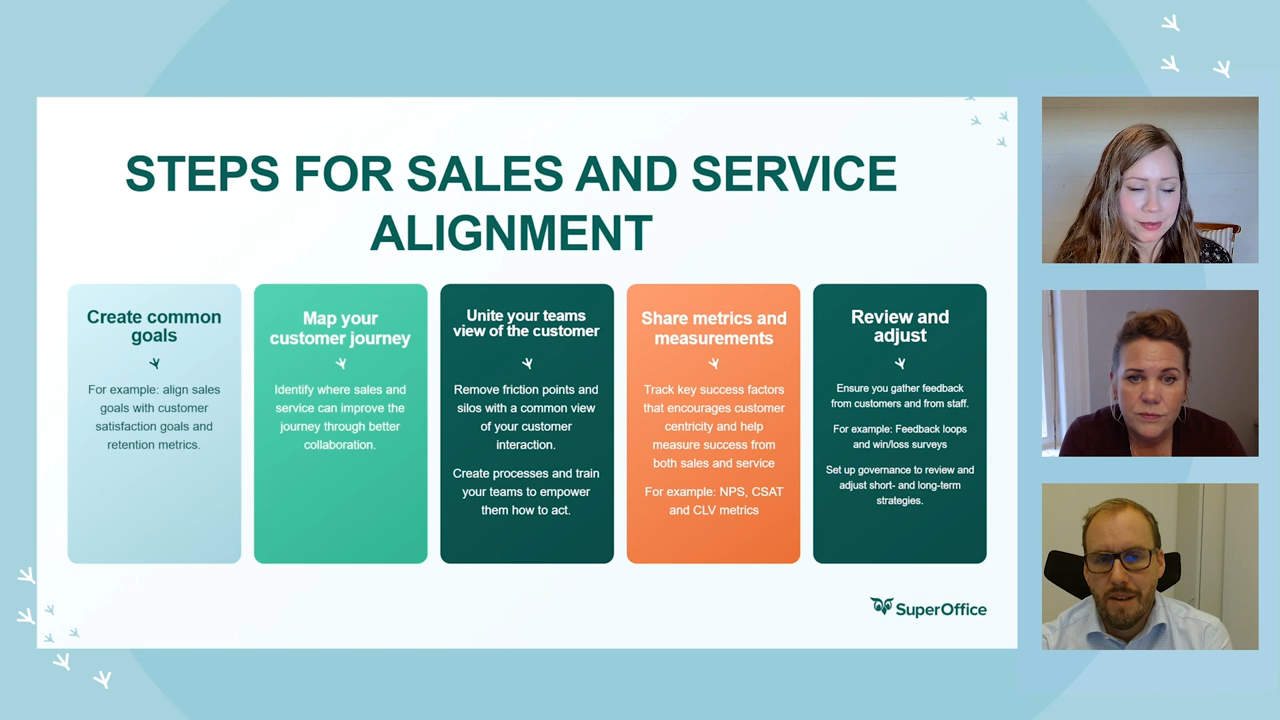 STEPS FOR SALES AND SERVICE
ALIGNMENT
Create common
goals
For example: align sales
goals with customer
satisfaction goals and
retention metrics.
Map your
customer journey
Identify where sales and
service can improve the
journey through better
collaboration.
Unite your teams
view of the customer
Remove friction points and
silos with a common view
of your customer
interaction.
Create processes and train
your teams to empower
them how to act.
Share metrics and
measurements
Track key success factors
that encourages customer
centricity and help
measure success from
both sales and service
For example: NPS, CSAT
and CLV metrics
Review and
adjust
Ensure you gather feedback
from customers and from staff.
For example: Feedback loops
and win/loss surveys
Set up governance to review and
adjust short- and long-term
strategies.
SuperOffice